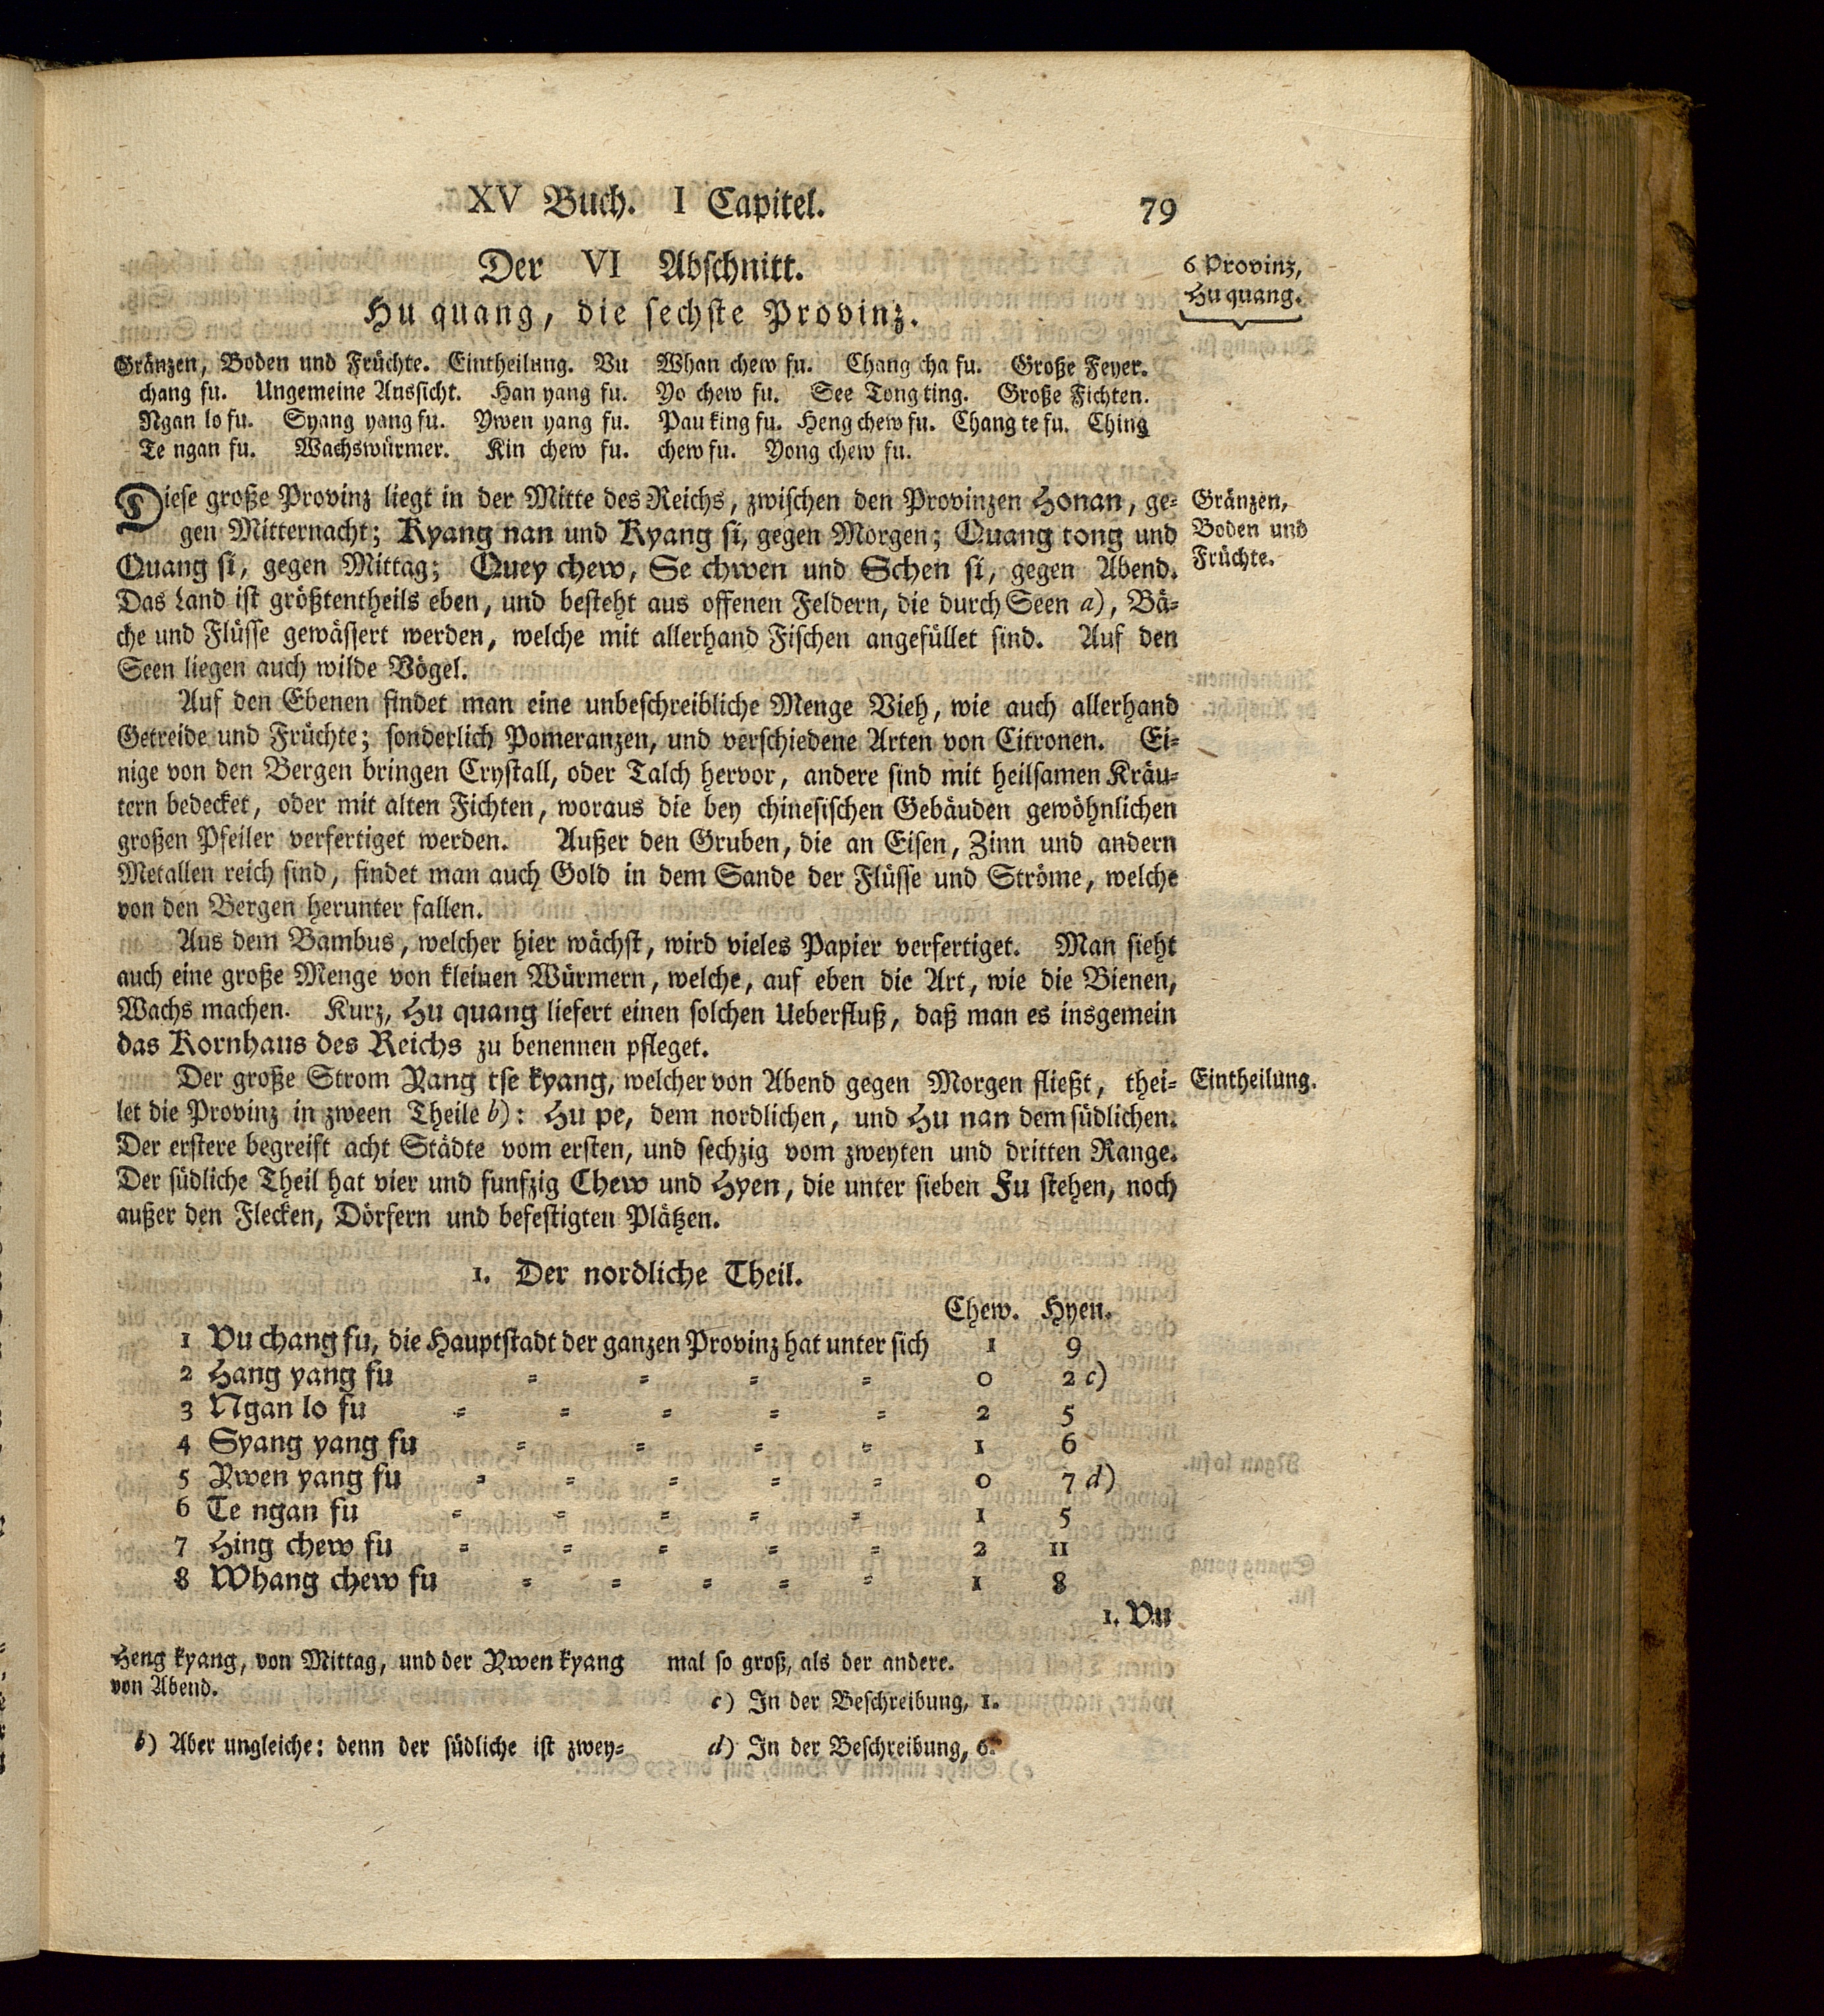 XV Buch. I Capitel. 79
Der VI Abschnitt.
Hu quang, die sechste Provinz.
6 Provinz,
Hu quang.
Gränzen, Boden und Früchte. Eintheilung. Vu
chang fu. Ungemeine Aussicht. Han yang fu.
Ngan lo fu. Syang yang fu. Ywen yang fu.
Te ngan fu. Wachswürmer. Kin chew fu.
Whan chew fu. Chang cha fu. Große Feyer.
Yo chew fu. See Tong ting. Große Fichten.
Pau king fu. Heng chew fu. Chang te fu. Ching
chew fu. Yong chew fu.
Diese große Provinz liegt in der Mitte des Reichs, zwischen den Provinzen Honan, ge-
gen Mitternacht; Kyang nan und Kyang si, gegen Morgen; Quang tong und
Quang si, gegen Mittag; Quey chew, Se chwen und Schen si, gegen Abend.
Das Land ist größtentheils eben, und besteht aus offenen Feldern, die durch Seen a), Bä-
che und Flüsse gewässert werden, welche mit allerhand Fischen angefüllet sind. Auf den
Seen liegen auch wilde Vögel.
Gränzen,
Boden und
Früchte.
Auf den Ebenen findet man eine unbeschreibliche Menge Vieh, wie auch allerhand
Getreide und Früchte; sonderlich Pomeranzen, und verschiedene Arten von Citronen. Ei-
nige von den Bergen bringen Crystall, oder Talch hervor, andere sind mit heilsamen Kräu-
tern bedecket, oder mit alten Fichten, woraus die bey chinesischen Gebäuden gewöhnlichen
großen Pfeiler verfertiget werden. Außer den Gruben, die an Eisen, Zinn und andern
Metallen reich sind, findet man auch Gold in dem Sande der Flüsse und Ströme, welche
von den Bergen herunter fallen.
Aus dem Bambus, welcher hier wächst, wird vieles Papier verfertiget. Man sieht
auch eine große Menge von kleinen Würmern, welche, auf eben die Art, wie die Bienen,
Wachs machen. Kurz, Hu quang liefert einen solchen Ueberfluß, daß man es insgemein
das Kornhaus des Reichs zu benennen pfleget.
Der große Strom Yang tse kyang, welcher von Abend gegen Morgen fließt, thei-
let die Provinz in zween Theile b): Hu pe, dem nordlichen, und Hu nan dem südlichen.
Der erstere begreift acht Städte vom ersten, und sechzig vom zweyten und dritten Range.
Der südliche Theil hat vier und funfzig Chew und Hyen, die unter sieben Fu stehen, noch
außer den Flecken, Dörfern und befestigten Plätzen.
Eintheilung.
1. Der nordliche Theil.
Chew. Hyen.
1 Vu chang fu, die Hauptstadt der ganzen Provinz hat unter sich 1 9
2 Hang yang fu = = = = 0 2 c)
3 Ngan lo fu = = = = = 2 5
4 Syang yang fu = = = = 1 6
5 Ywen yang fu = = = = = 0 7 d)
6 Te ngan fu = = = = = 1 5
7 Hing chew fu = = = = = 2 11
8 Whang chew fu = = = = = 1 8
1. Vu
Heng kyang, von Mittag, und der Ywen kyang
von Abend.
b) Aber ungleiche: denn der südliche ist zwey-
mal so groß, als der andere.
c) In der Beschreibung, 1.
d) In der Beschreibung, 6.